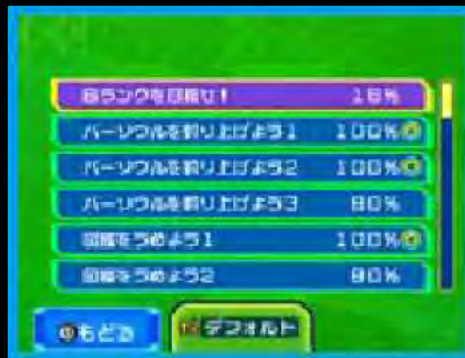 Sランクを目指せ! 18%
パーソウルを釣り上げよう1 100%
パーソウルを釣り上げよう2 100%
パーソウルを釣り上げよう3 80%
図鑑をうめよう1 100%
図鑑をうめよう2 80%
もどる デフォルト